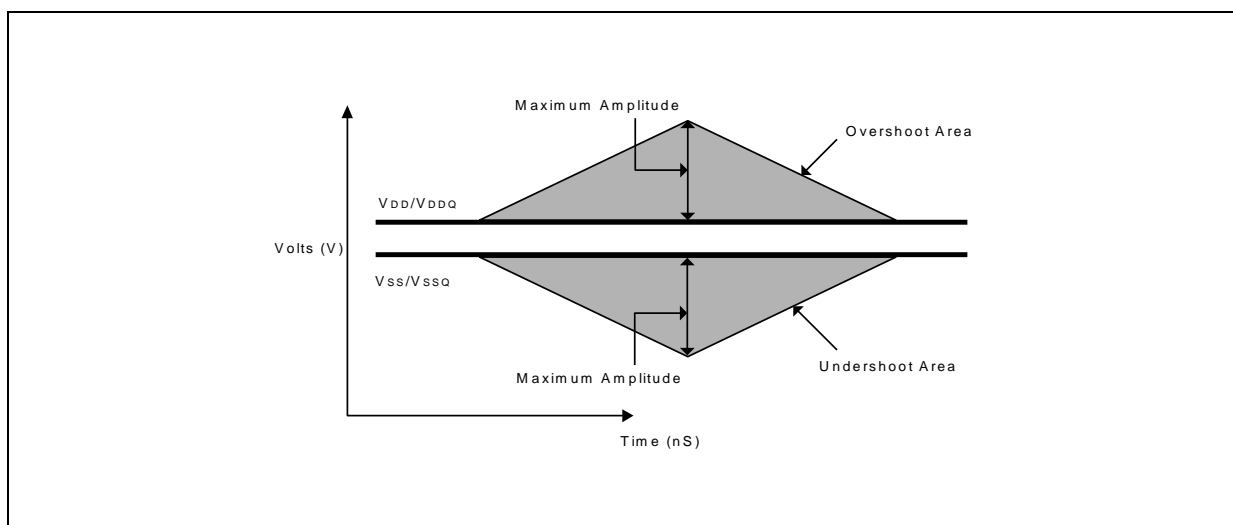 Maximum Amplitude
Overshoot Area
VDD/VDDQ
Volts (V)
VSS/VSSQ
Maximum Amplitude
Undershoot Area
Time (nS)